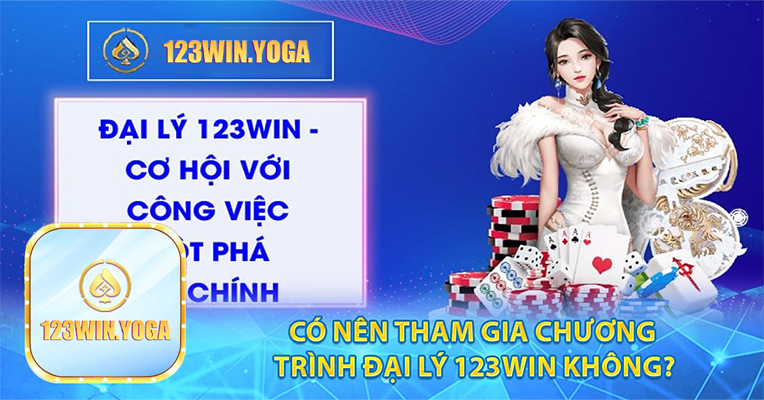 123WIN.YOGA
ĐẠI LÝ 123WIN -
CƠ HỘI VỚI
CÔNG VIỆC
PHÁ
CHÍNH
123WIN.YOGA
CÓ NÊN THAM GIA CHƯƠNG
TRÌNH ĐẠI LÝ 123WIN KHÔNG?